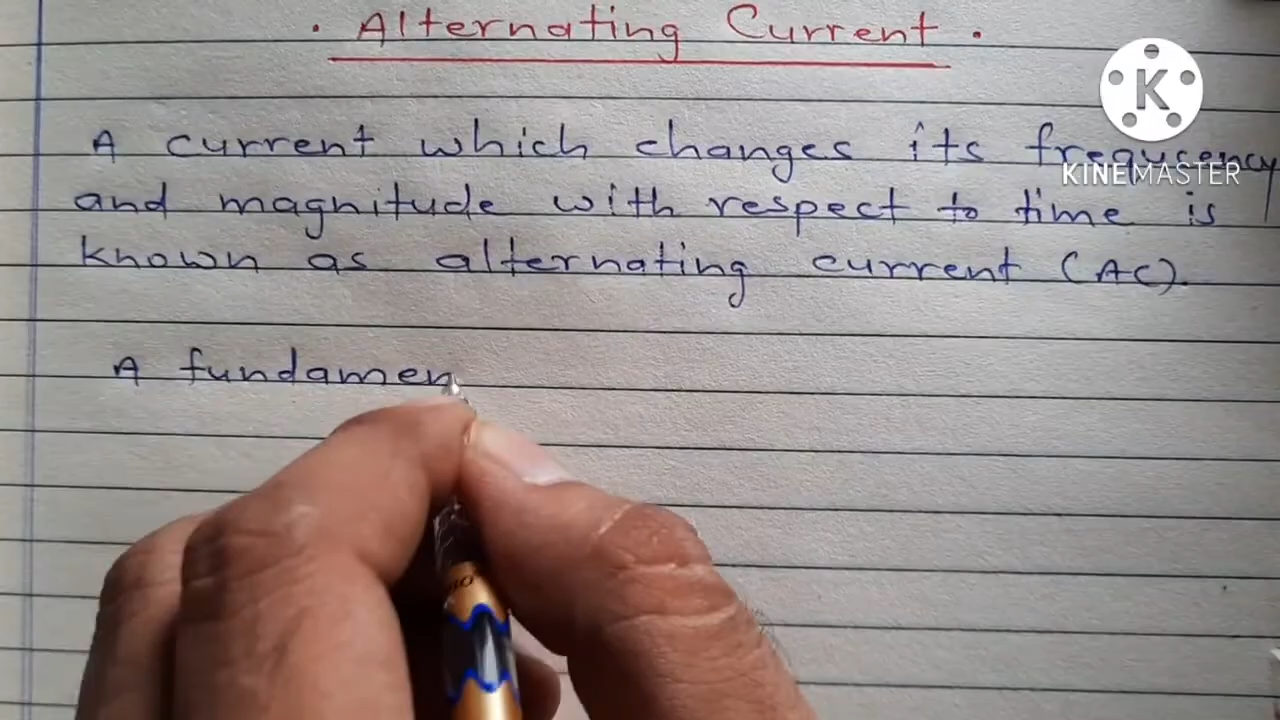 . Alternating Current .
A current which changes its frequcency
and magnitude with respect to time is
known as alternating current (AC).
A fundamen
K
KINEMASTER